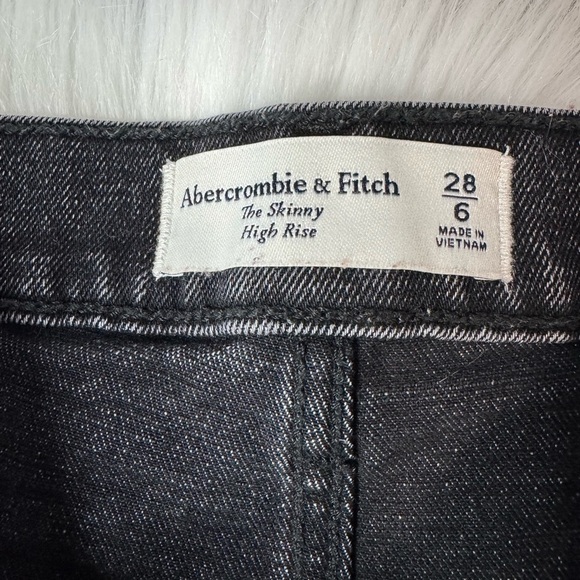 Abercrombie & Fitch
The Skinny
High Rise
28
6
MADE IN
VIETNAM